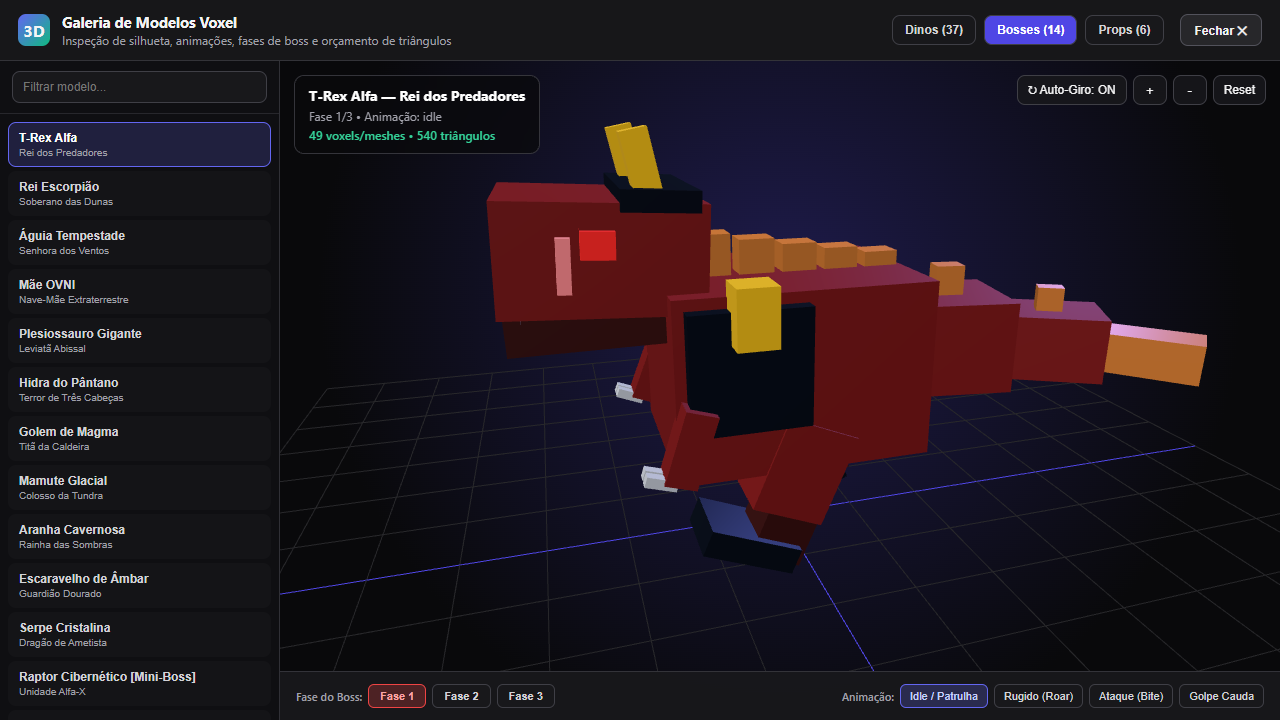 3D
Galeria de Modelos Voxel
Inspeção de silhueta, animações, fases de boss e orçamento de triângulos
Dinos (37)
Bosses (14)
Props (6)
Fechar ✕
Filtrar modelo...
T-Rex Alfa
Rei dos Predadores
Rei Escorpião
Soberano das Dunas
Águia Tempestade
Senhora dos Ventos
Mãe OVNI
Nave-Mãe Extraterrestre
Plesiossauro Gigante
Leviatã Abissal
Hidra do Pântano
Terror de Três Cabeças
Golem de Magma
Titã da Caldeira
Mamute Glacial
Colosso da Tundra
Aranha Cavernosa
Rainha das Sombras
Escaravelho de Âmbar
Guardião Dourado
Serpe Cristalina
Dragão de Ametista
Raptor Cibernético [Mini-Boss]
Unidade Alfa-X
T-Rex Alfa — Rei dos Predadores
Fase 1/3 • Animação: idle
49 voxels/meshes • 540 triângulos
↻ Auto-Giro: ON
+
-
Reset
Fase do Boss:
Fase 1
Fase 2
Fase 3
Animação:
Idle / Patrulha
Rugido (Roar)
Ataque (Bite)
Golpe Cauda